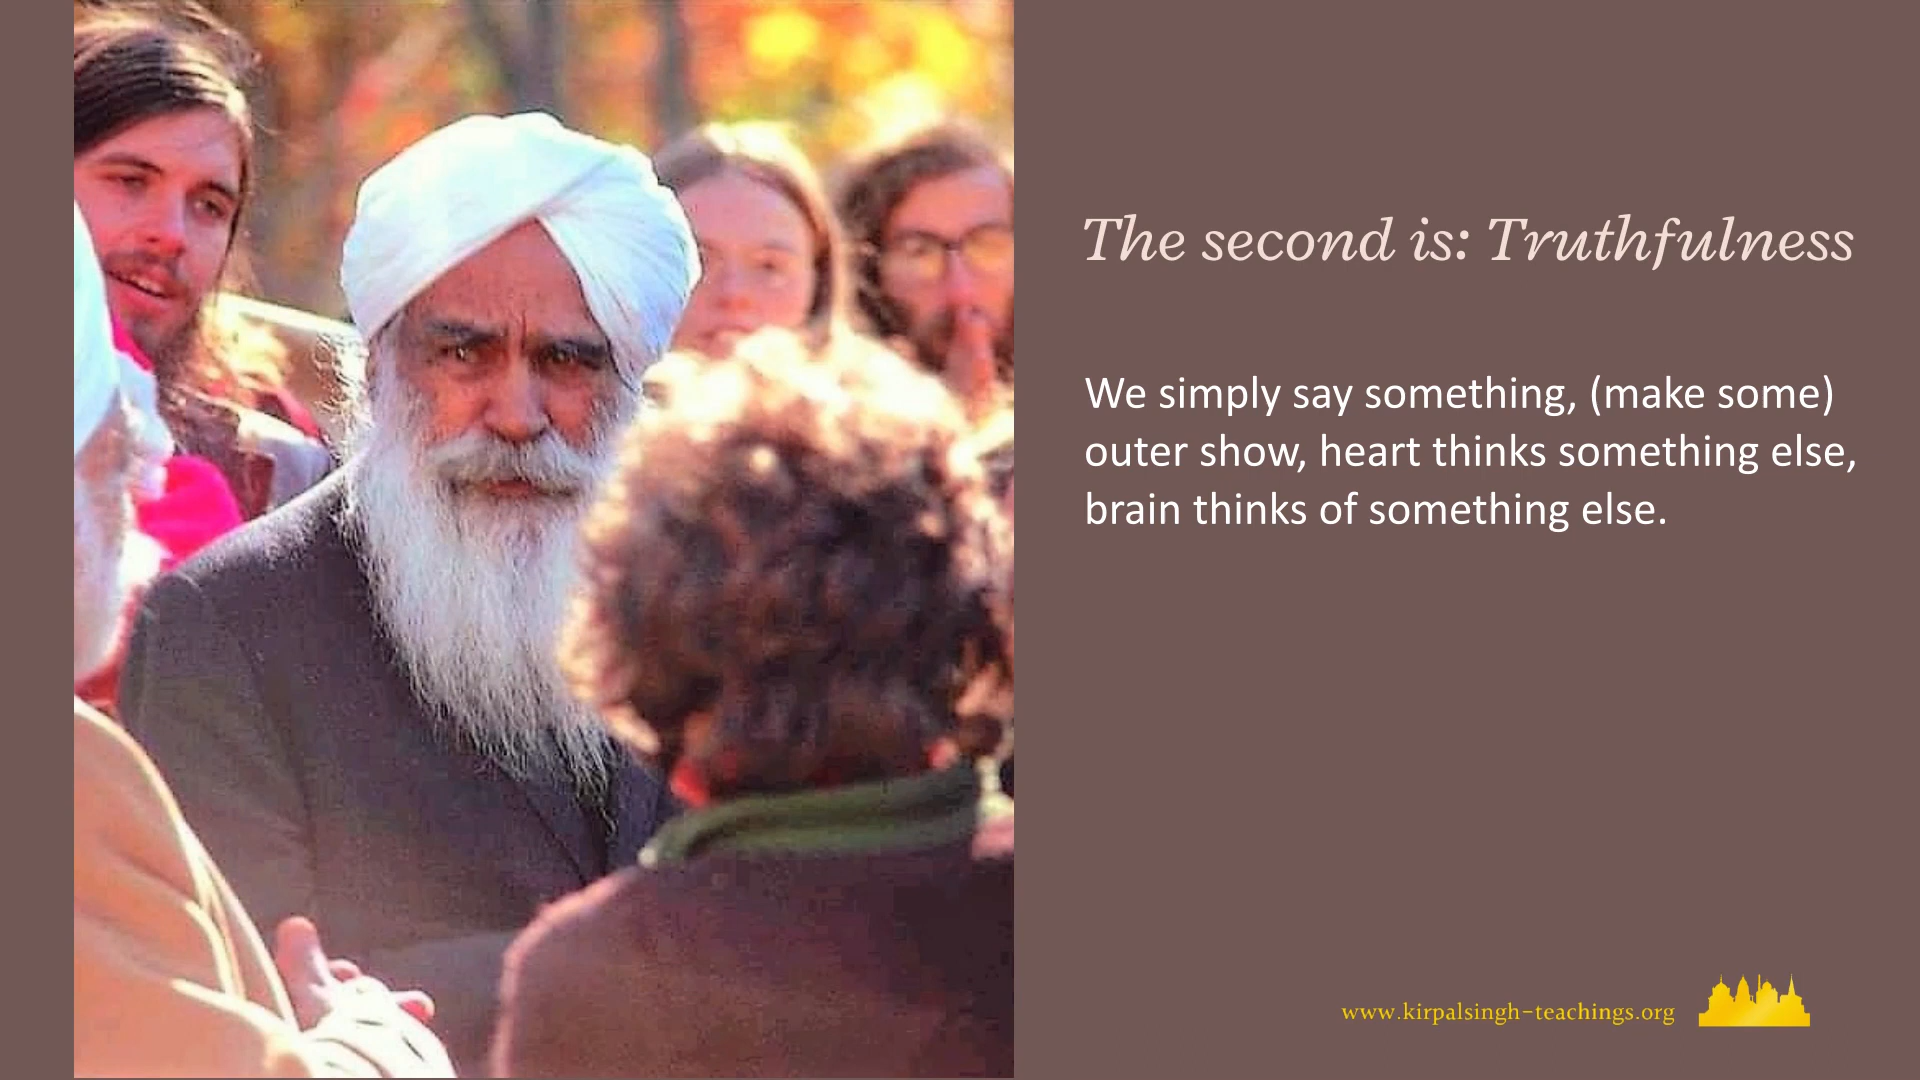 The second is: Truthfulness
We simply say something, (make some)
outer show, heart thinks something else,
brain thinks of something else.
www.kirpalsingh-teachings.org